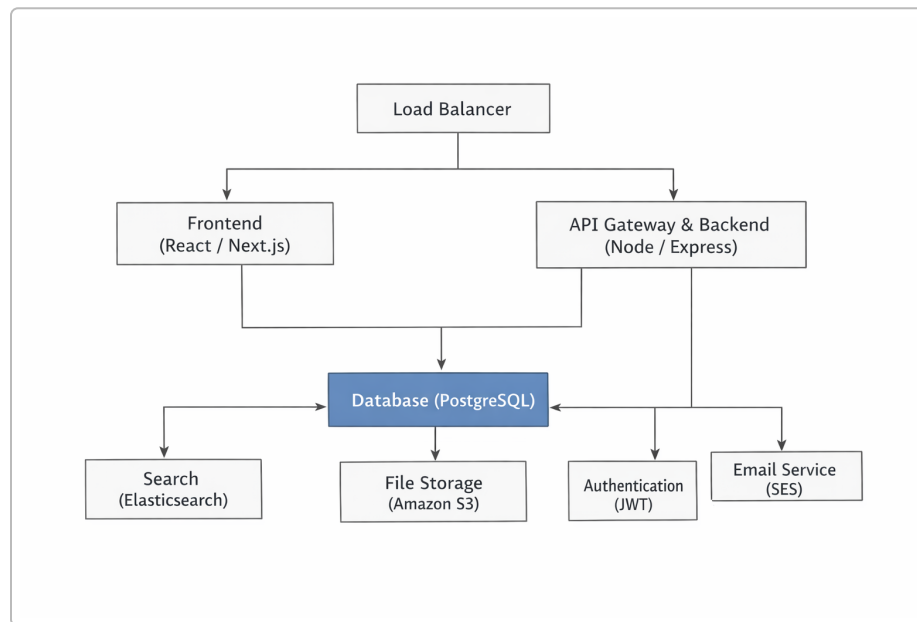 Load Balancer
Frontend
(React / Next.js)
API Gateway & Backend
(Node / Express)
Database (PostgreSQL)
Search
(Elasticsearch)
File Storage
(Amazon S3)
Authentication
(JWT)
Email Service
(SES)